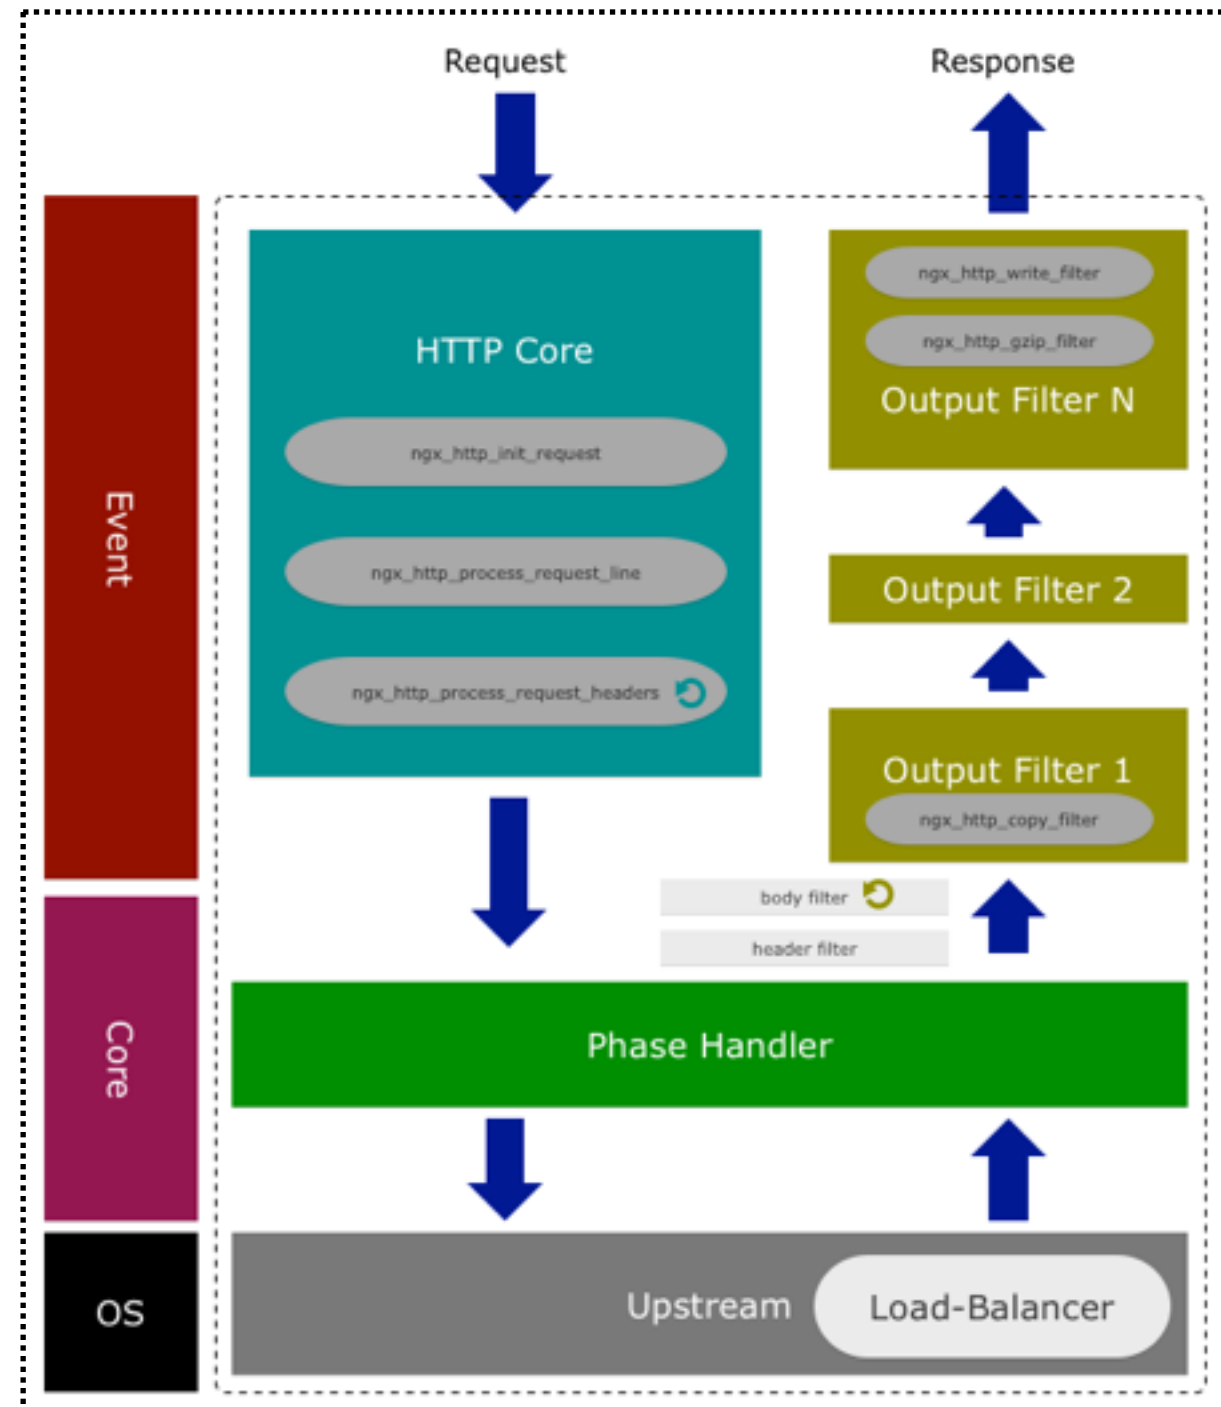 Request
Response
Event
HTTP Core
ngx_http_init_request
ngx_http_process_request_line
ngx_http_process_request_headers
ngx_http_write_filter
ngx_http_gzip_filter
Output Filter N
Output Filter 2
Output Filter 1
ngx_http_copy_filter
body filter
header filter
Core
Phase Handler
OS
Upstream
Load-Balancer